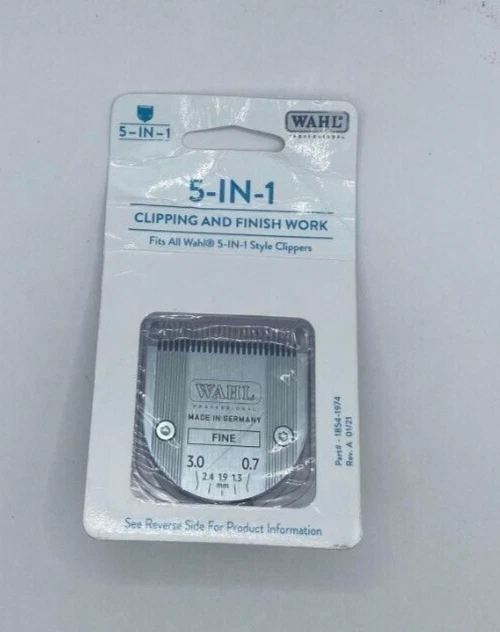 5-IN-1
WAHL®
PROFESSIONAL
5-IN-1
CLIPPING AND FINISH WORK
Fits All Wahl® 5-IN-1 Style Clippers
WAHL
PROFESSIONAL
MADE IN GERMANY
FINE
3.0 0.7
2.4 1.9 1.3
mm
Part# - 1854-1974
Rev. A 01/21
See Reverse Side For Product Information